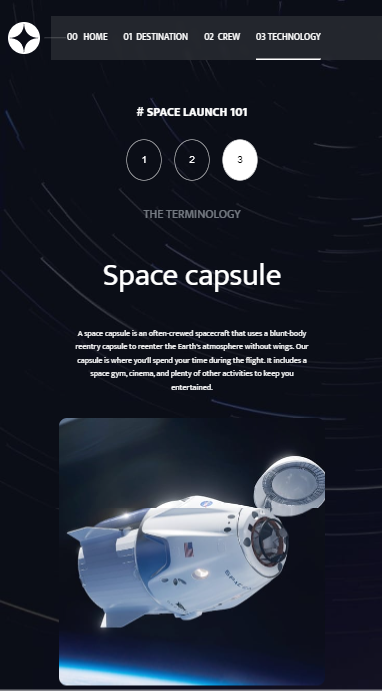 00 HOME 01 DESTINATION 02 CREW 03 TECHNOLOGY
# SPACE LAUNCH 101
1 2 3
THE TERMINOLOGY
Space capsule
A space capsule is an often-crewed spacecraft that uses a blunt-body
reentry capsule to reenter the Earth's atmosphere without wings. Our
capsule is where you'll spend your time during the flight. It includes a
space gym, cinema, and plenty of other activities to keep you
entertained.
SPACEX